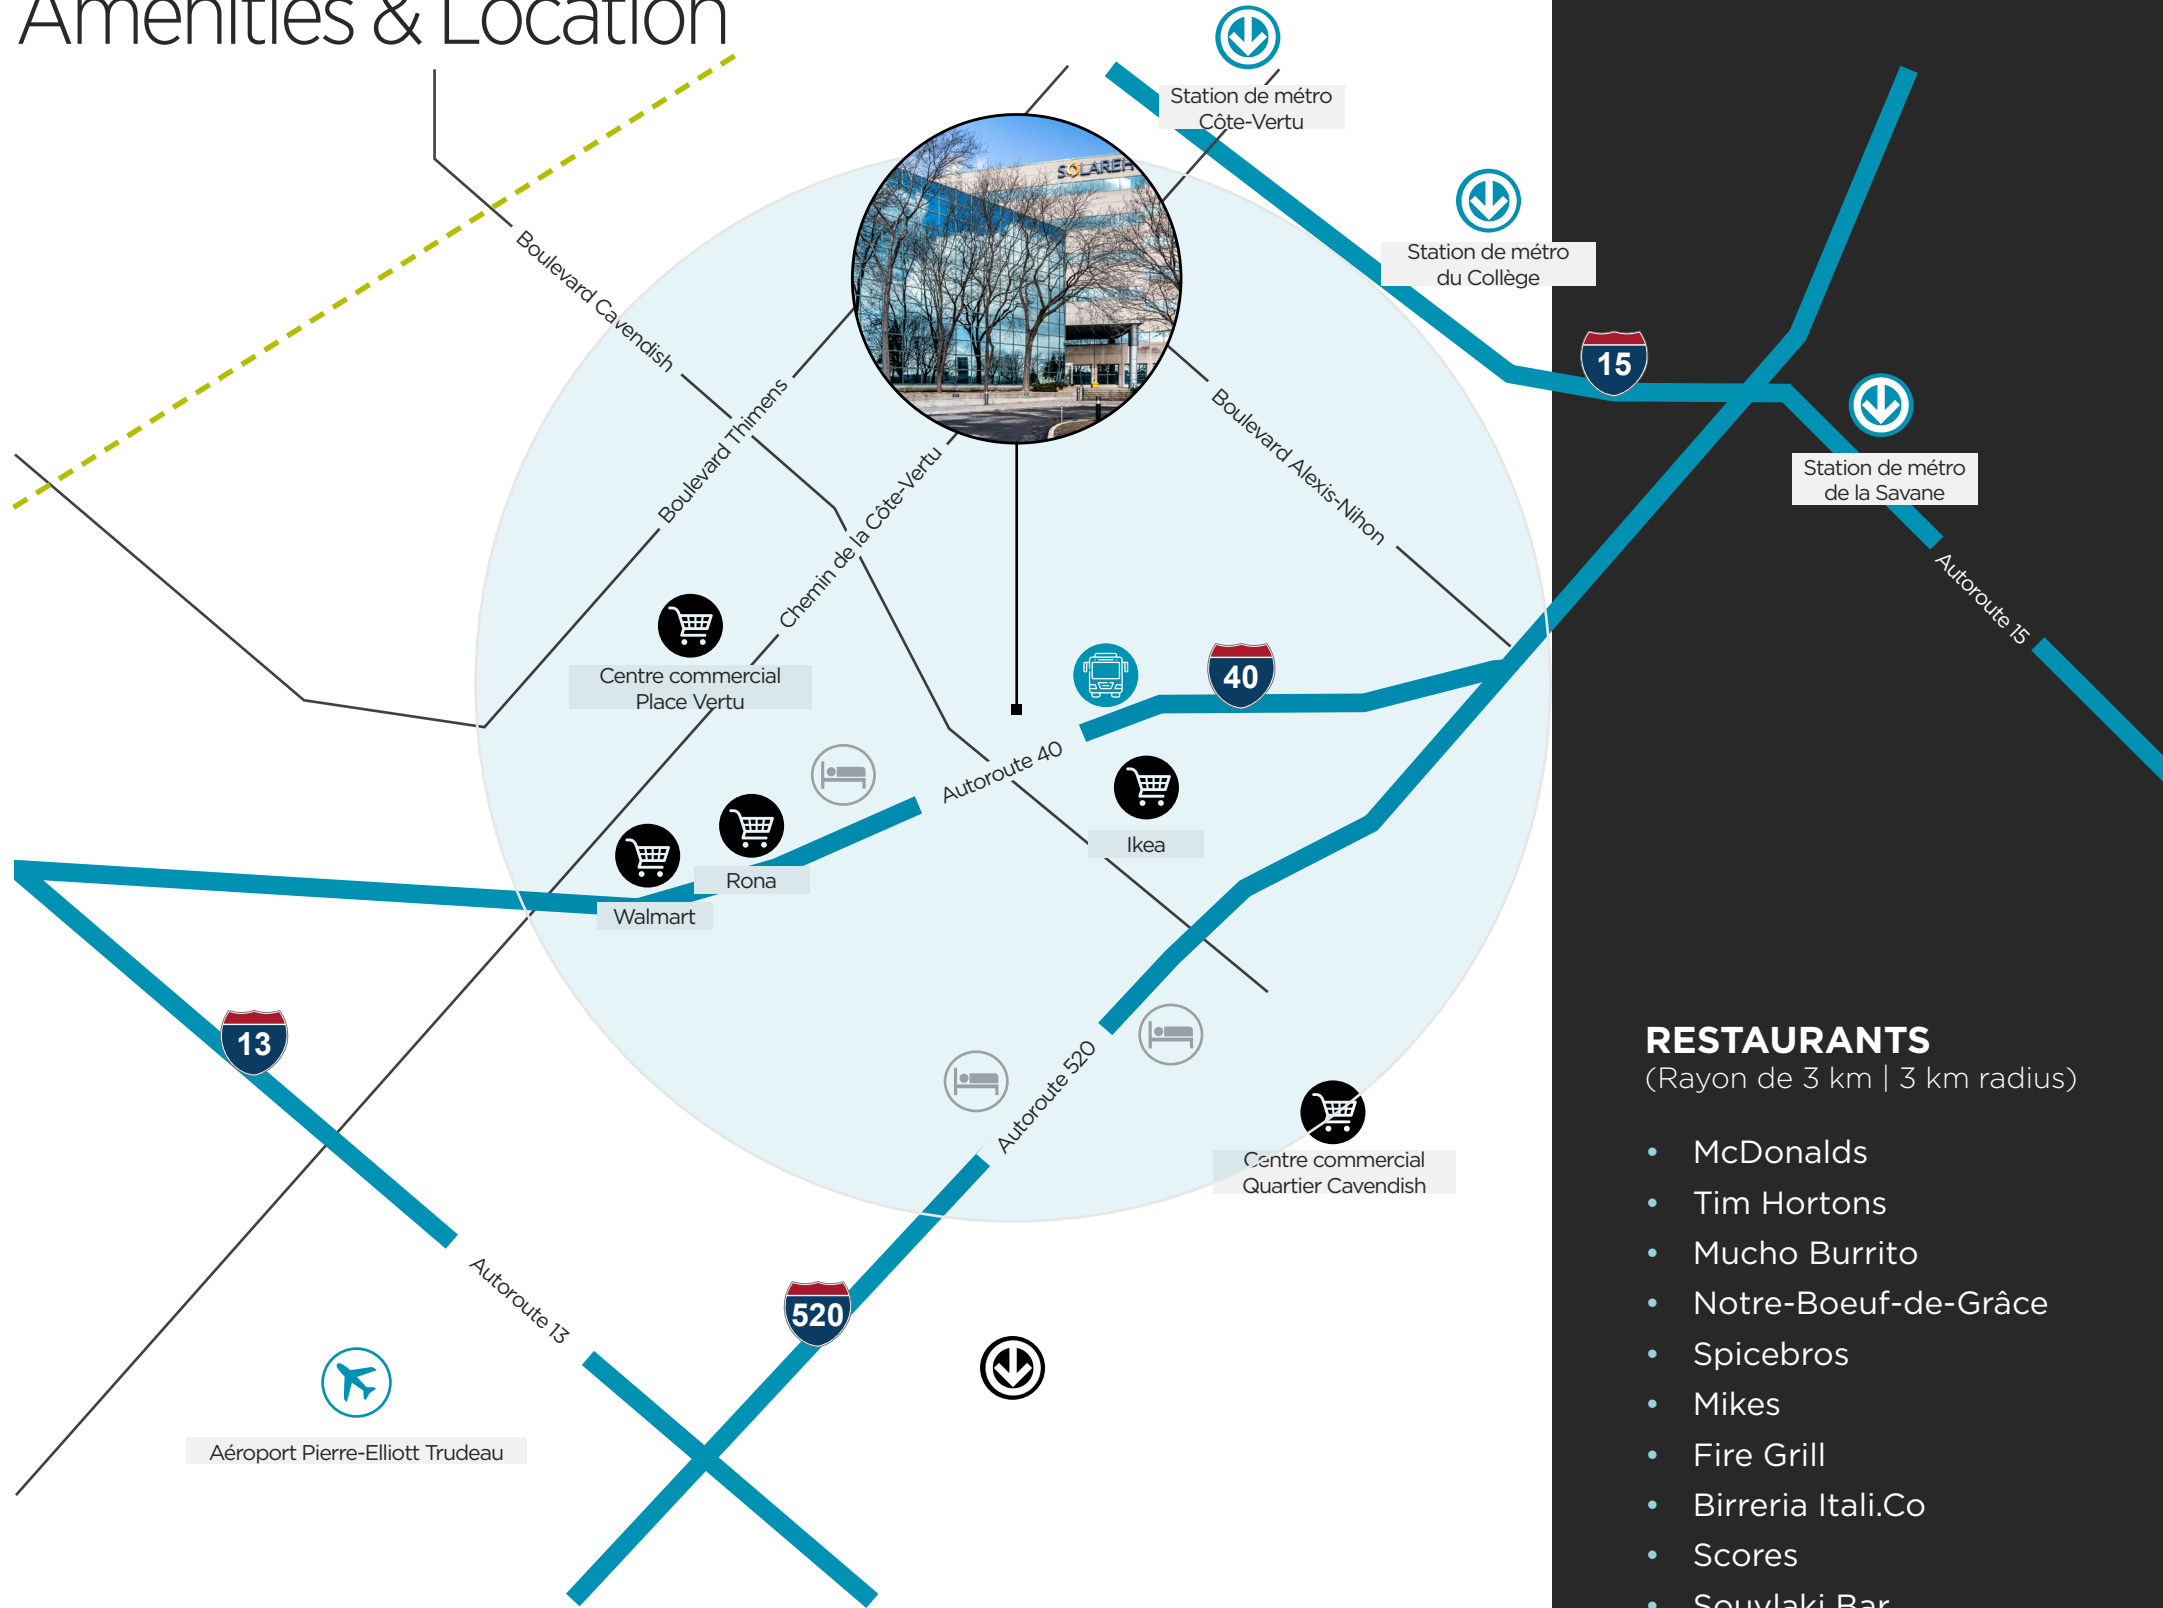 Amenities & Location
Station de métro
Côte-Vertu
SOLAREH
Station de métro
du Collège
Boulevard Cavendish
15
Boulevard Thimens
Boulevard Alexis-Nihon
Chemin de la Côte-Vertu
Station de métro
de la Savane
Autoroute 15
Centre commercial
Place Vertu
40
Autoroute 40
Ikea
Rona
Walmart
13
Autoroute 520
Centre commercial
Quartier Cavendish
Autoroute 13
520
Aéroport Pierre-Elliott Trudeau
RESTAURANTS
(Rayon de 3 km | 3 km radius)
• McDonalds
• Tim Hortons
• Mucho Burrito
• Notre-Boeuf-de-Grâce
• Spicebros
• Mikes
• Fire Grill
• Birreria Itali.Co
• Scores
• Souvlaki Bar